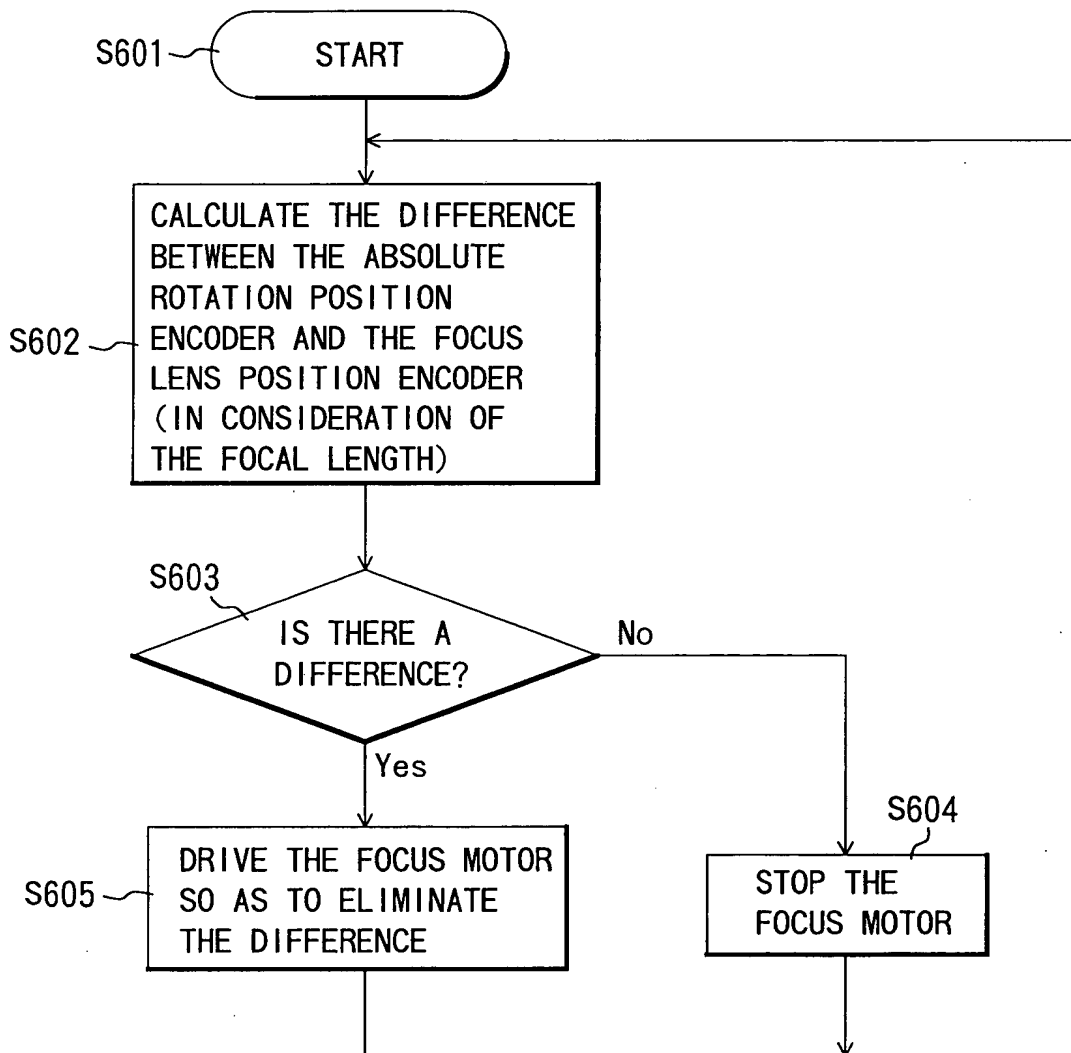 S601
START
S602
CALCULATE THE DIFFERENCE
BETWEEN THE ABSOLUTE
ROTATION POSITION
ENCODER AND THE FOCUS
LENS POSITION ENCODER
(IN CONSIDERATION OF
THE FOCAL LENGTH)
S603
IS THERE A
DIFFERENCE?
No
Yes
S604
STOP THE
FOCUS MOTOR
S605
DRIVE THE FOCUS MOTOR
SO AS TO ELIMINATE
THE DIFFERENCE